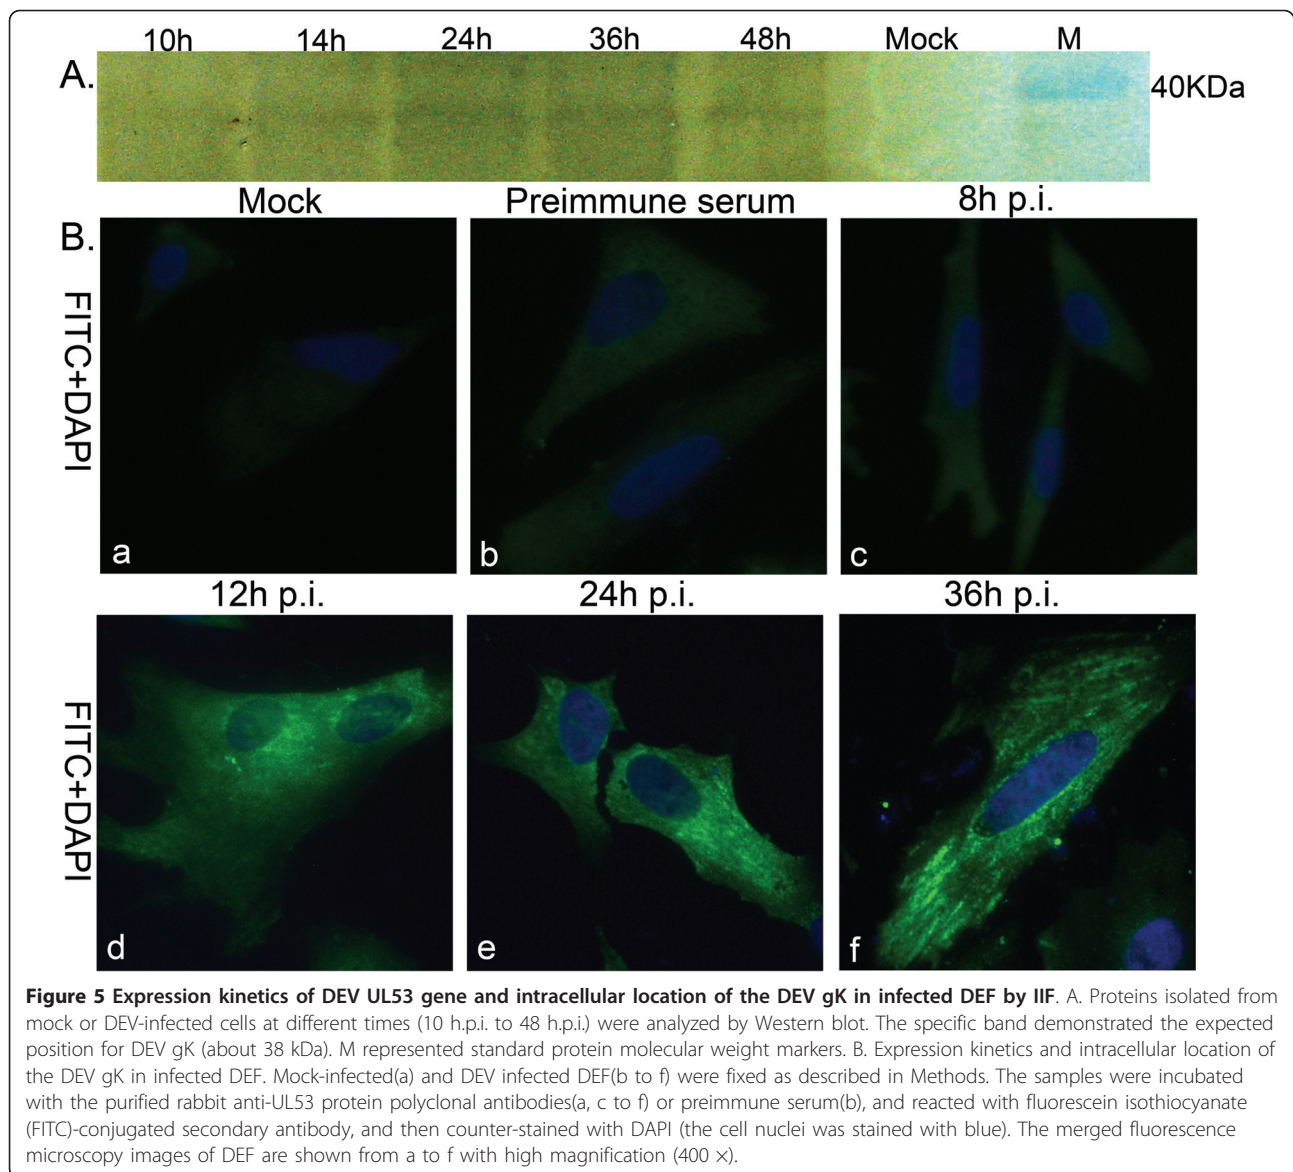 10h 14h 24h 36h 48h Mock M
A.
40KDa
Mock Preimmune serum 8h p.i.
B.
FITC+DAPI
a b c
12h p.i. 24h p.i. 36h p.i.
FITC+DAPI
d e f
Figure 5 Expression kinetics of DEV UL53 gene and intracellular location of the DEV gK in infected DEF by IIF. A. Proteins isolated from
mock or DEV-infected cells at different times (10 h.p.i. to 48 h.p.i.) were analyzed by Western blot. The specific band demonstrated the expected
position for DEV gK (about 38 kDa). M represented standard protein molecular weight markers. B. Expression kinetics and intracellular location of
the DEV gK in infected DEF. Mock-infected(a) and DEV infected DEF(b to f) were fixed as described in Methods. The samples were incubated
with the purified rabbit anti-UL53 protein polyclonal antibodies(a, c to f) or preimmune serum(b), and reacted with fluorescein isothiocyanate
(FITC)-conjugated secondary antibody, and then counter-stained with DAPI (the cell nuclei was stained with blue). The merged fluorescence
microscopy images of DEF are shown from a to f with high magnification (400 ×).